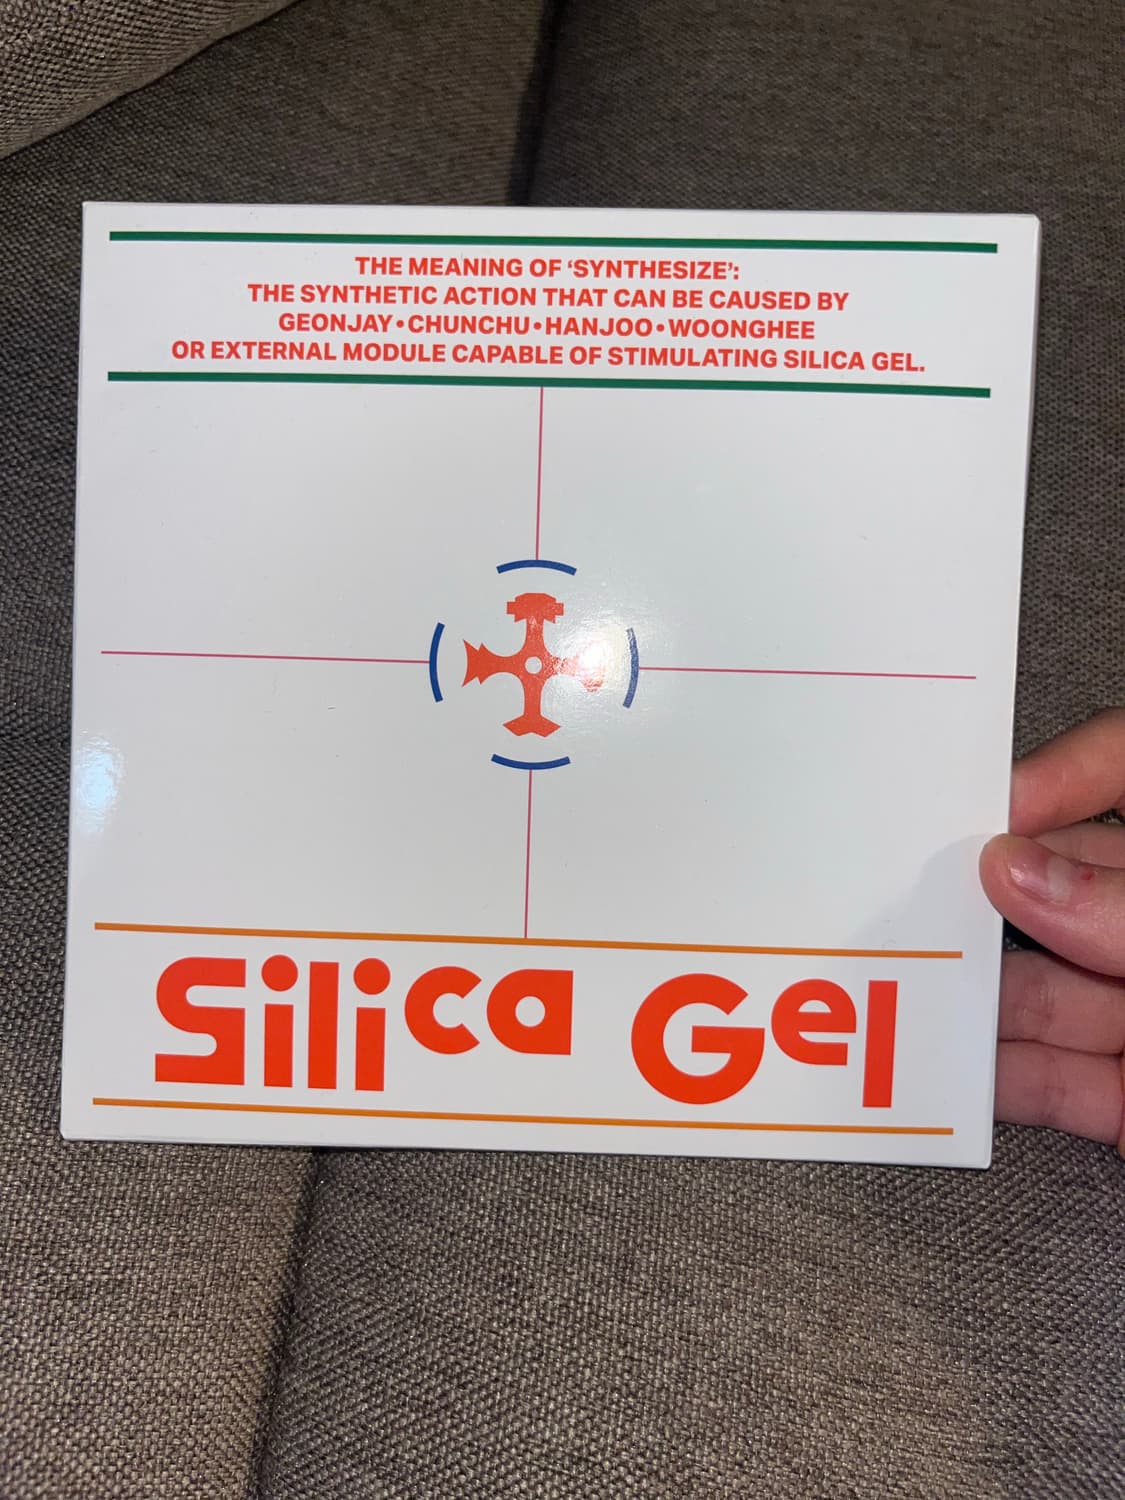 THE MEANING OF ‘SYNTHESIZE’:
THE SYNTHETIC ACTION THAT CAN BE CAUSED BY
GEONJAY•CHUNCHU•HANJOO•WOONGHEE
OR EXTERNAL MODULE CAPABLE OF STIMULATING SILICA GEL.
Silica Gel